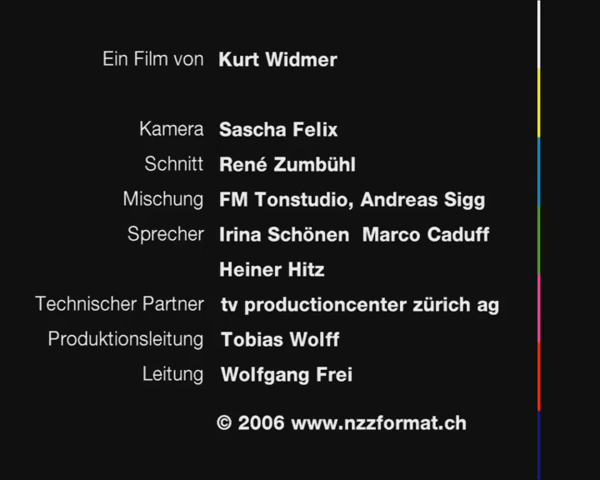 Ein Film von Kurt Widmer
Kamera Sascha Felix
Schnitt René Zumbühl
Mischung FM Tonstudio, Andreas Sigg
Sprecher Irina Schönen Marco Caduff
Heiner Hitz
Technischer Partner tv productioncenter zürich ag
Produktionsleitung Tobias Wolff
Leitung Wolfgang Frei
© 2006 www.nzzformat.ch